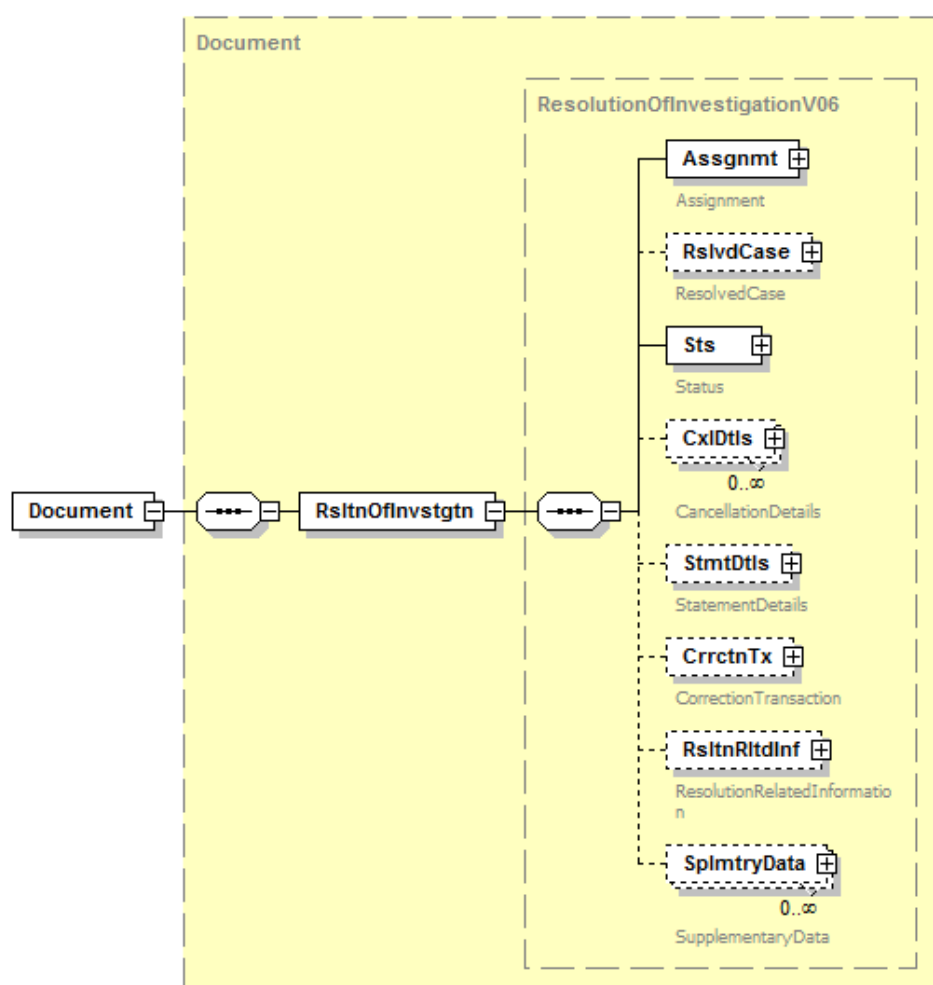 Document
ResolutionOfInvestigationV06
Assgnmt
Assignment
RslvdCase
ResolvedCase
Sts
Status
CxlDtls
0..∞
CancellationDetails
Document
RsltnOfInvstgtn
StmtDtls
StatementDetails
CrrctnTx
CorrectionTransaction
RsltnRltdInf
ResolutionRelatedInformatio
n
SplmtryData
0..∞
SupplementaryData